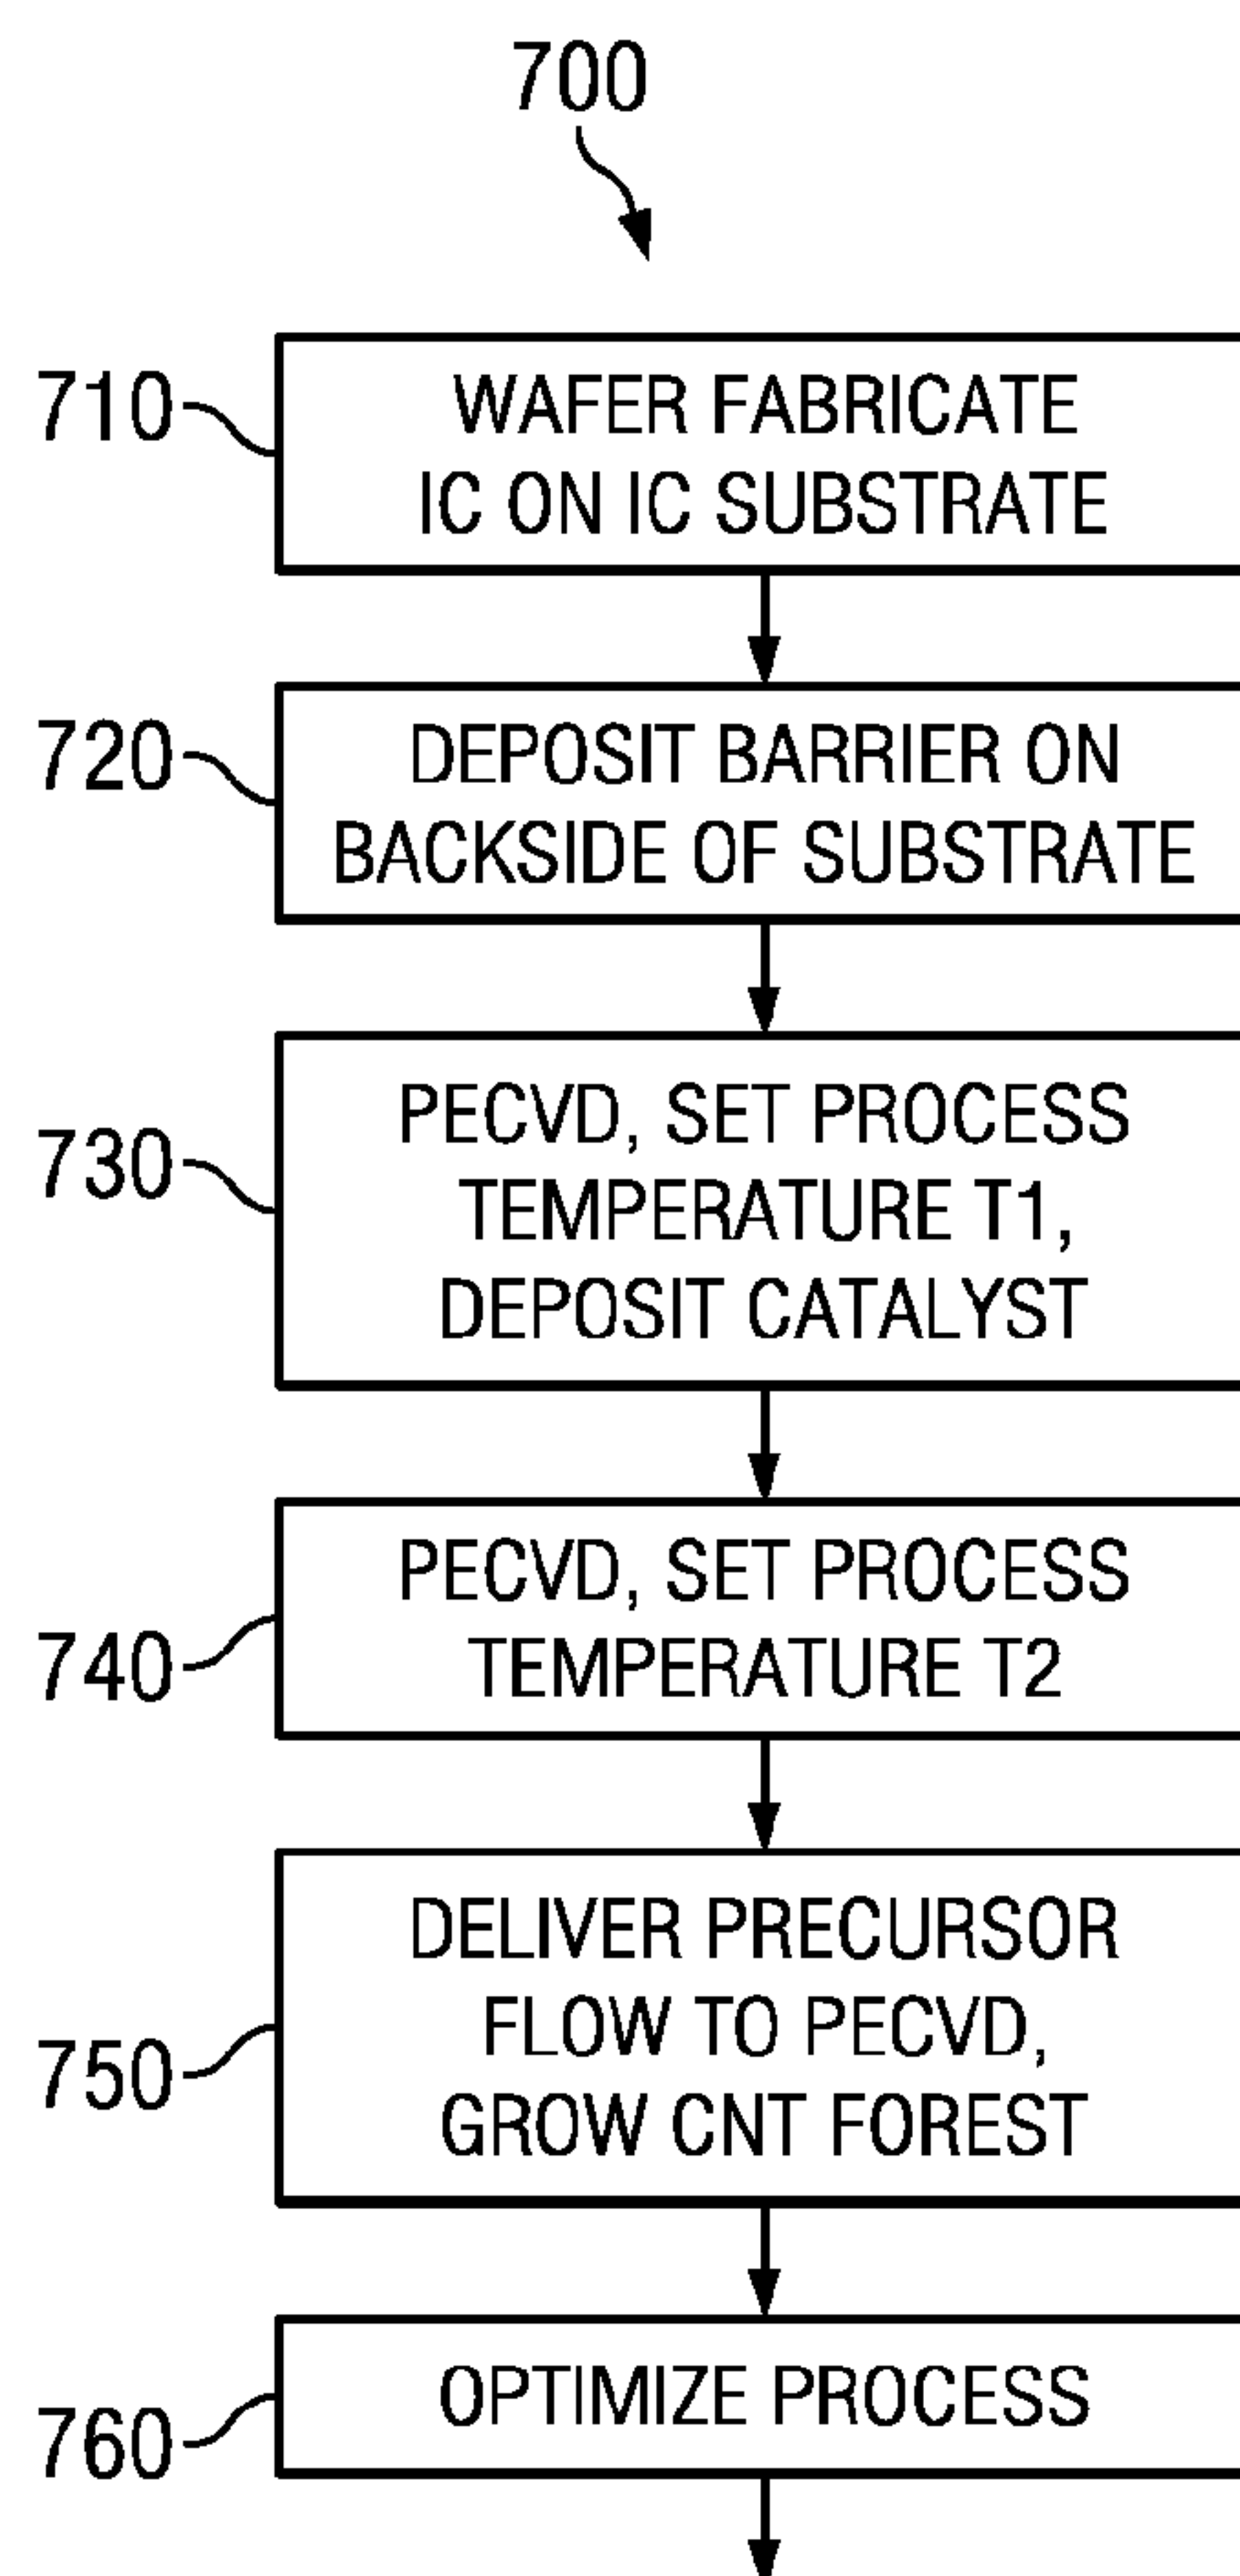 700
710
WAFER FABRICATE
IC ON IC SUBSTRATE
720
DEPOSIT BARRIER ON
BACKSIDE OF SUBSTRATE
730
PECVD, SET PROCESS
TEMPERATURE T1,
DEPOSIT CATALYST
740
PECVD, SET PROCESS
TEMPERATURE T2
750
DELIVER PRECURSOR
FLOW TO PECVD,
GROW CNT FOREST
760
OPTIMIZE PROCESS